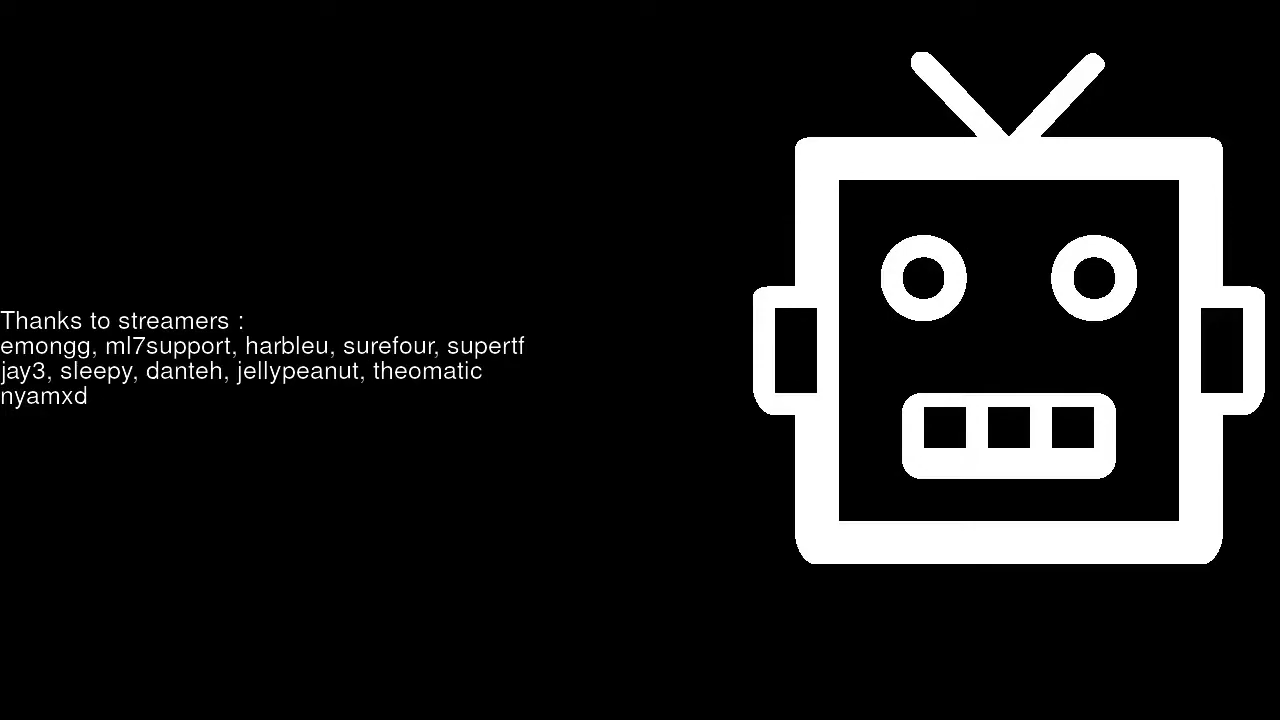 Thanks to streamers :
emongg, ml7support, harbleu, surefour, supertf
jay3, sleepy, danteh, jellypeanut, theomatic
nyamxd